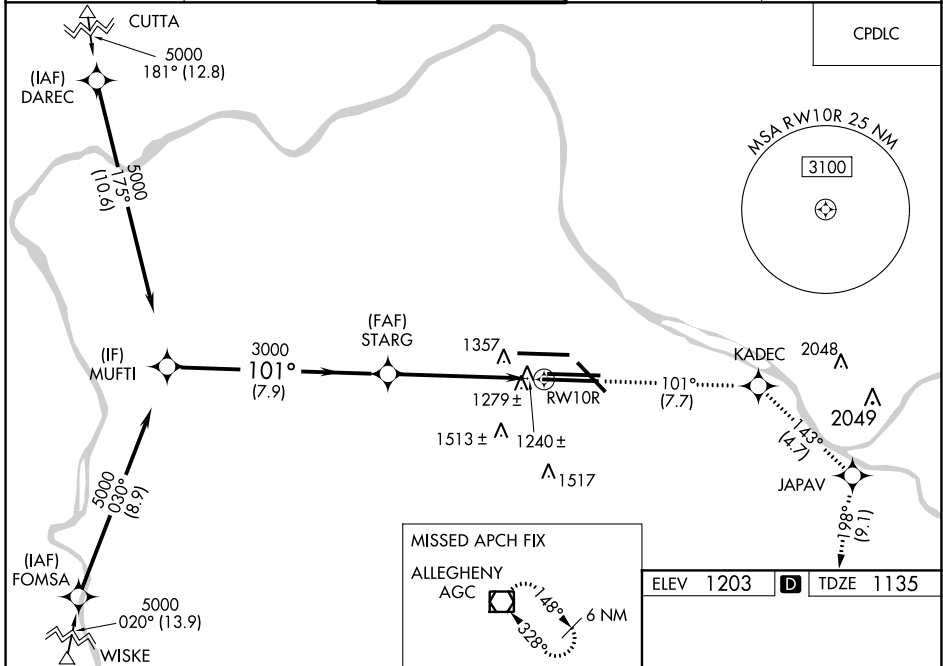 CUTTA
5000
181° (12.8)
(IAF)
DAREC
CPDLC
MSA RW10R 25 NM
3100
5000
175°
(10.6)
(IF)
MUFTI
3000
101°
(7.9)
(FAF)
STARG
1357
1279 ±
1240 ±
RW10R
1513 ±
1517
101°
(7.7)
KADEC
2048
2049
143°
(4.7)
JAPAV
198°
(9.1)
5000
030°
(8.9)
(IAF)
FOMSA
5000
020° (13.9)
WISKE
MISSED APCH FIX
ALLEGHENY
AGC
148°
328°
6 NM
ELEV 1203 D TDZE 1135